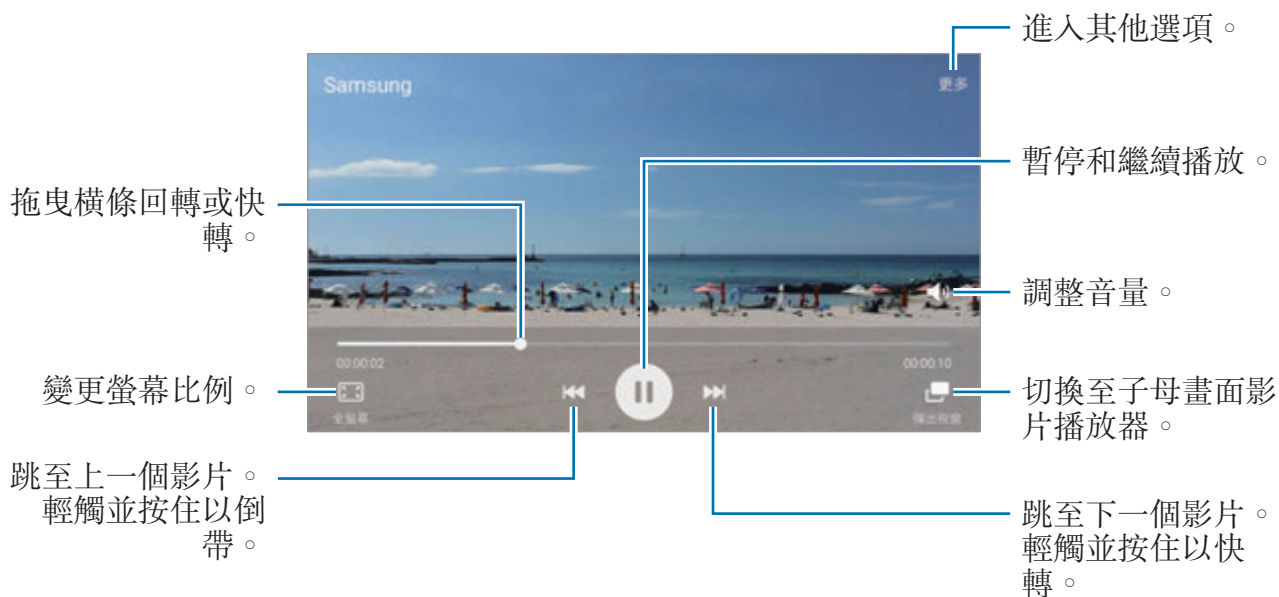 進入其他選項。
Samsung
更多
暫停和繼續播放。
拖曳橫條回轉或快
轉。
調整音量。
00:00:02
00:00:10
變更螢幕比例。
全螢幕
彈出視窗
切換至子母畫面影
片播放器。
跳至上一個影片。
輕觸並按住以倒
帶。
跳至下一個影片。
輕觸並按住以快
轉。